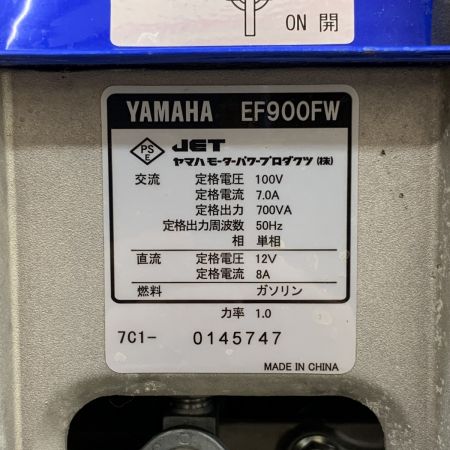 ON 開
YAMAHA EF900FW
PS E JET
ヤマハモーターパワープロダクツ(株)
交流 定格電圧 100V
定格電流 7.0A
定格出力 700VA
定格出力周波数 50Hz
相 単相
直流 定格電圧 12V
定格電流 8A
燃料 ガソリン
力率 1.0
7C1- 0145747
MADE IN CHINA